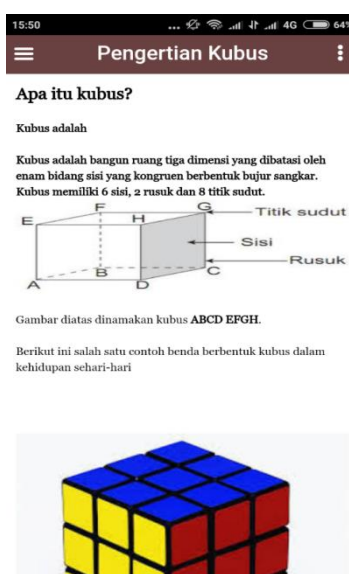 15:50 ... 4G 64%
Pengertian Kubus
Apa itu kubus?
Kubus adalah
Kubus adalah bangun ruang tiga dimensi yang dibatasi oleh
enam bidang sisi yang kongruen berbentuk bujur sangkar.
Kubus memiliki 6 sisi, 2 rusuk dan 8 titik sudut.
F G Titik sudut
E H
Sisi
B C Rusuk
A D
Gambar diatas dinamakan kubus ABCD EFGH.
Berikut ini salah satu contoh benda berbentuk kubus dalam
kehidupan sehari-hari